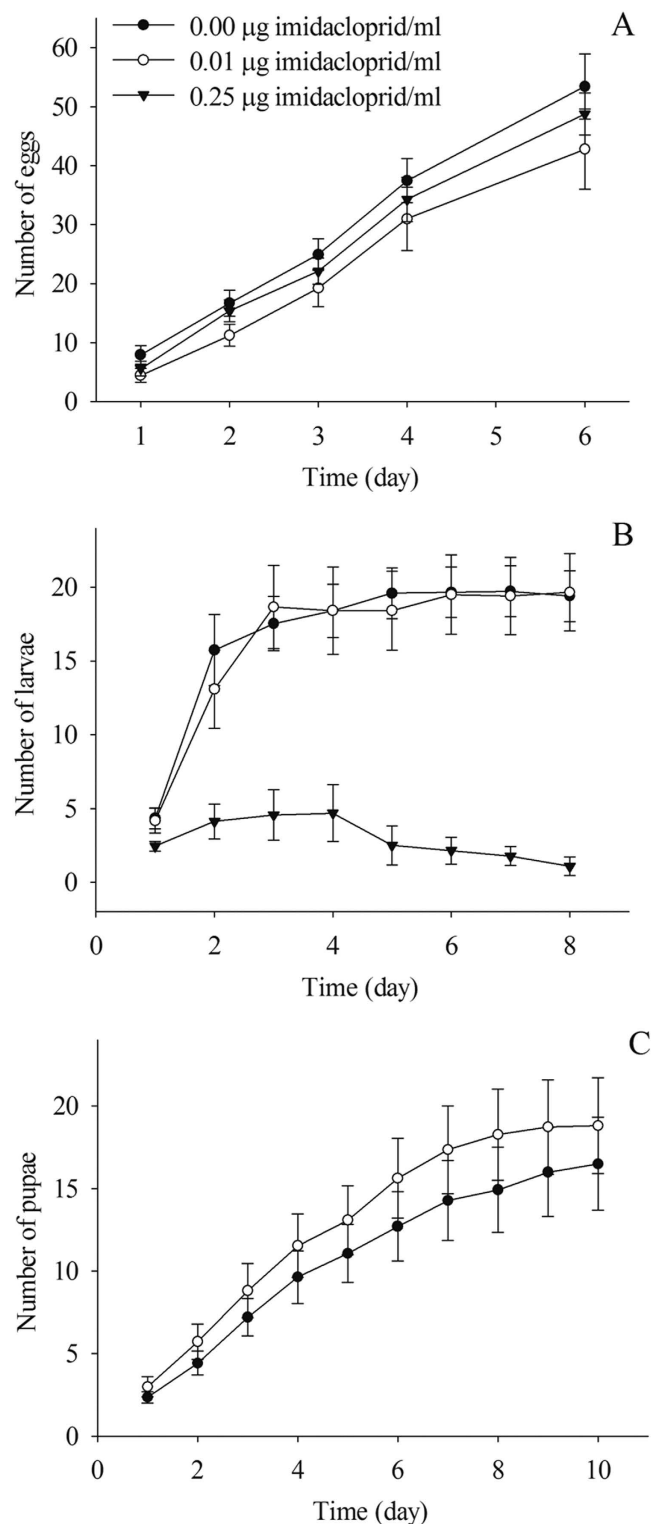 A
0.00 µg imidacloprid/ml
0.01 µg imidacloprid/ml
0.25 µg imidacloprid/ml
60
50
40
30
20
10
0
Number of eggs
1 2 3 4 5 6
Time (day)
B
20
15
10
5
0
Number of larvae
0 2 4 6 8
Time (day)
C
20
15
10
5
0
Number of pupae
0 2 4 6 8 10
Time (day)